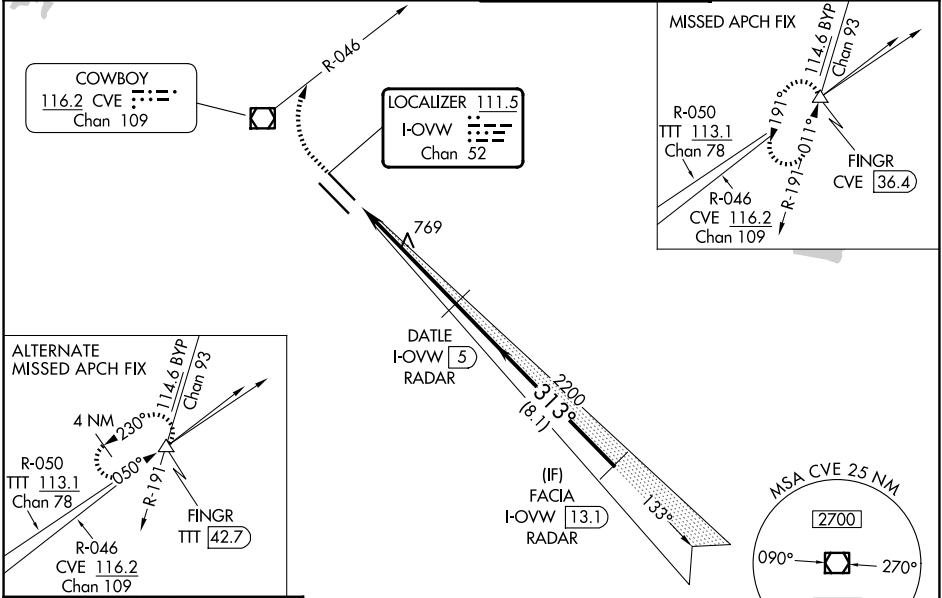 COWBOY
116.2 CVE
Chan 109
R-046
LOCALIZER 111.5
I-OVW
Chan 52
769
DATLE
I-OVW 5
RADAR
2200
313°
(8.1)
(IF)
FACIA
I-OVW 13.1
RADAR
133°
MISSED APCH FIX
114.6 BYP
Chan 93
R-050
TTT 113.1
Chan 78
191°
011°
R-191
R-046
CVE 116.2
Chan 109
FINGR
CVE 36.4
ALTERNATE
MISSED APCH FIX
114.6 BYP
Chan 93
4 NM
230°
050°
R-050
TTT 113.1
Chan 78
R-191
R-046
CVE 116.2
Chan 109
FINGR
TTT 42.7
MSA CVE 25 NM
2700
090°
270°